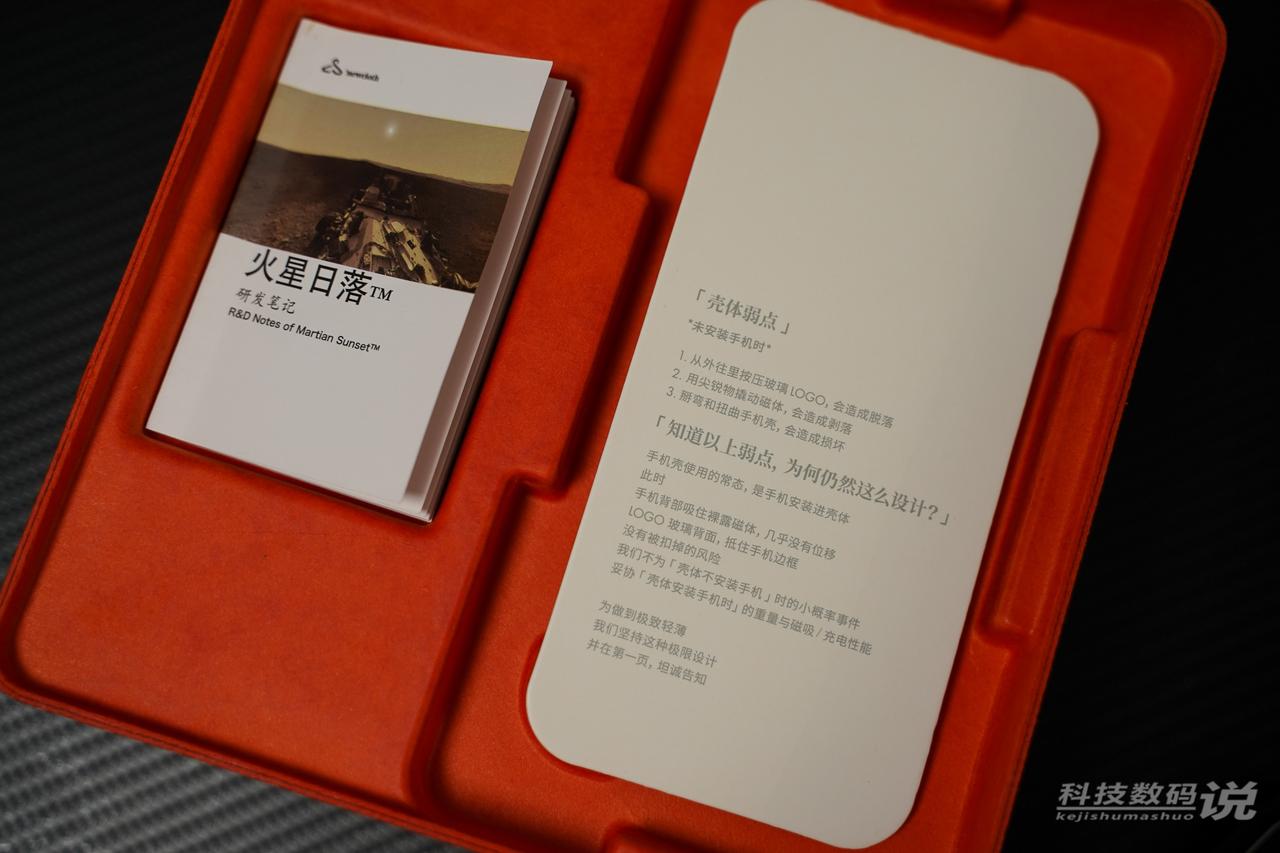 火星日落™
研发笔记
R&D Notes of Martian Sunset™
「壳体弱点」
*未安装手机时*
1. 从外往里按压玻璃 LOGO, 会造成脱落
2. 用尖锐物撬动磁体, 会造成剥落
3. 掰弯和扭曲手机壳, 会造成损坏
「知道以上弱点, 为何仍然这么设计?」
手机壳使用的常态, 是手机安装进壳体
此时
手机背部吸住裸露磁体, 几乎没有位移
LOGO 玻璃背面, 抵住手机边框
没有被扣掉的风险
我们不为「壳体不安装手机」时的小概率事件
妥协「壳体安装手机时」的重量与磁吸 / 充电性能
为做到极致轻薄
我们坚持这种极限设计
并在第一页, 坦诚告知
科技数码说
kejishumashuo